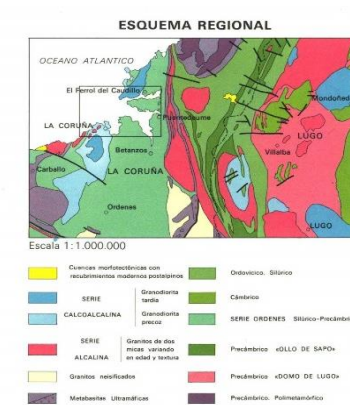 ESQUEMA REGIONAL
OCEANO ATLANTICO
El Ferrol del Caudillo
Mondoñed
LA CORUÑA
Puentedeume
LUGO
Betanzos
Villalba
Carballo
LA CORUÑA
Ordenes
LUGO
Escala 1:1.000.000
Cuencas morfotectónicas con
recubrimientos modernos postalpinos
Ordovícico. Silúrico
SERIE
CALCOALCALINA
Granodiorita
tardía
Granodiorita
precoz
Cámbrico
SERIE ORDENES Silúrico-Precámbri
SERIE
ALCALINA
Granitos de dos
micas variando
en edad y textura
Precámbrico «OLLO DE SAPO»
Granitos neisificados
Precámbrico «DOMO DE LUGO»
Metabasitas Ultramáficas
Precámbrico. Polimetamórfico